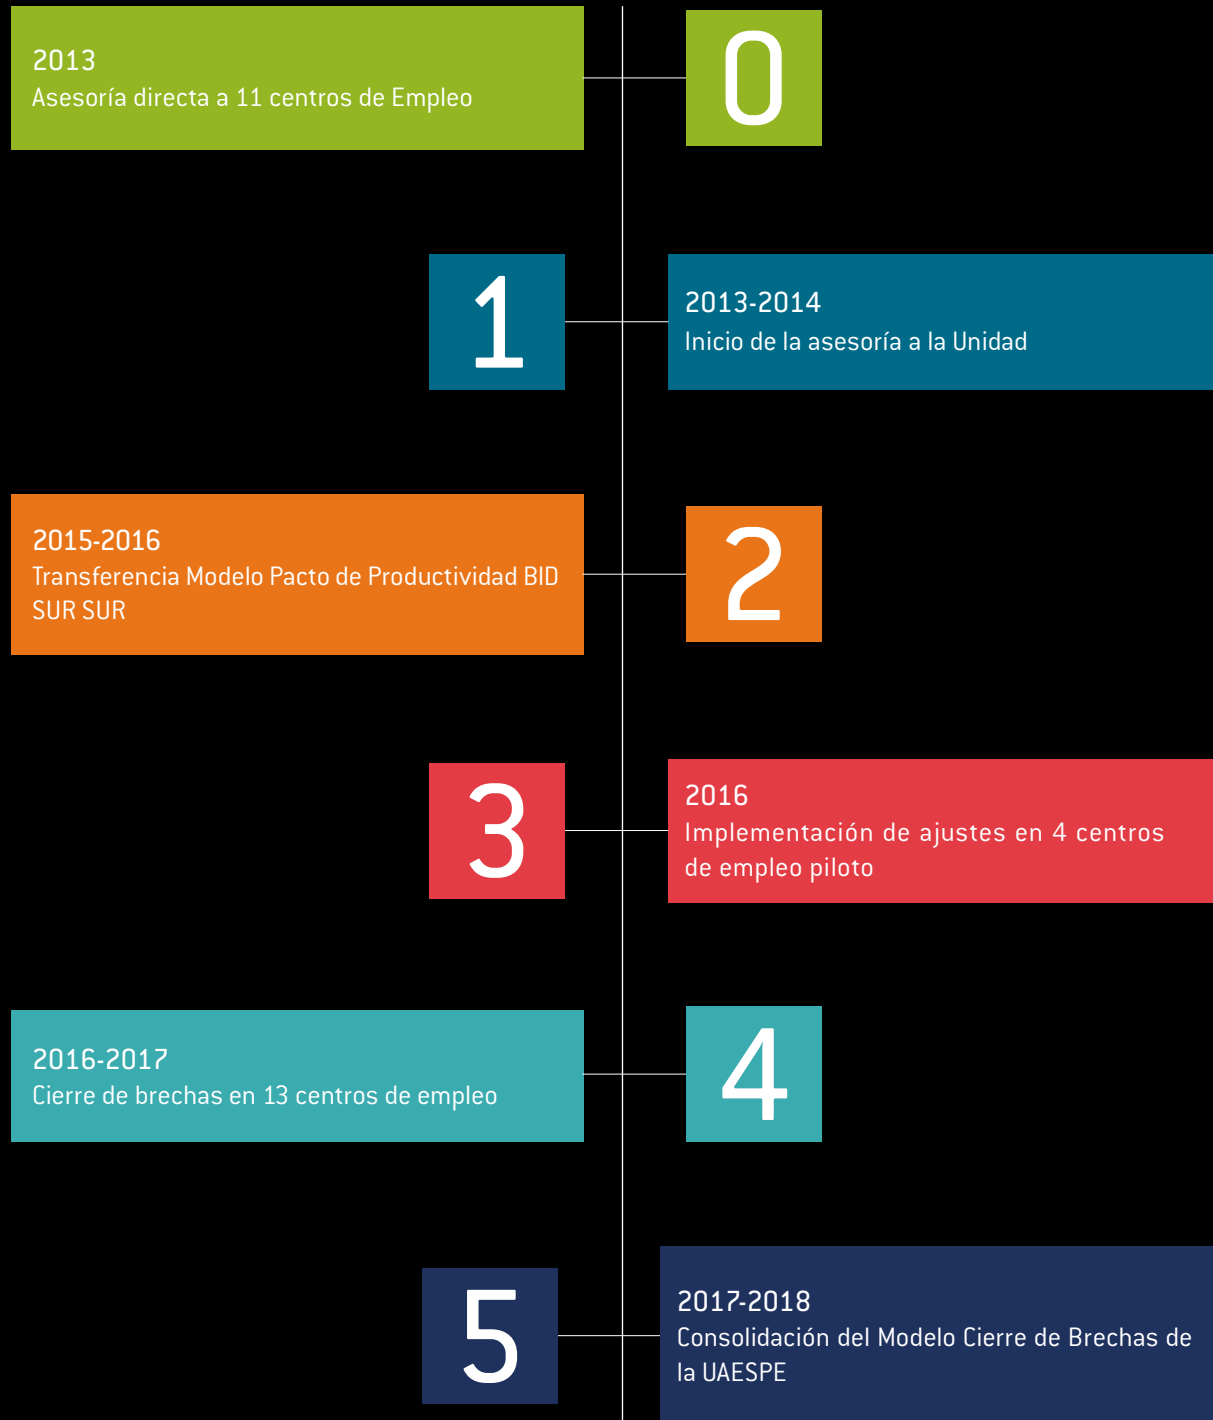 2013
Asesoría directa a 11 centros de Empleo
0
1
2013-2014
Inicio de la asesoría a la Unidad
2015-2016
Transferencia Modelo Pacto de Productividad BID
SUR SUR
2
3
2016
Implementación de ajustes en 4 centros
de empleo piloto
2016-2017
Cierre de brechas en 13 centros de empleo
4
5
2017-2018
Consolidación del Modelo Cierre de Brechas de
la UAESPE